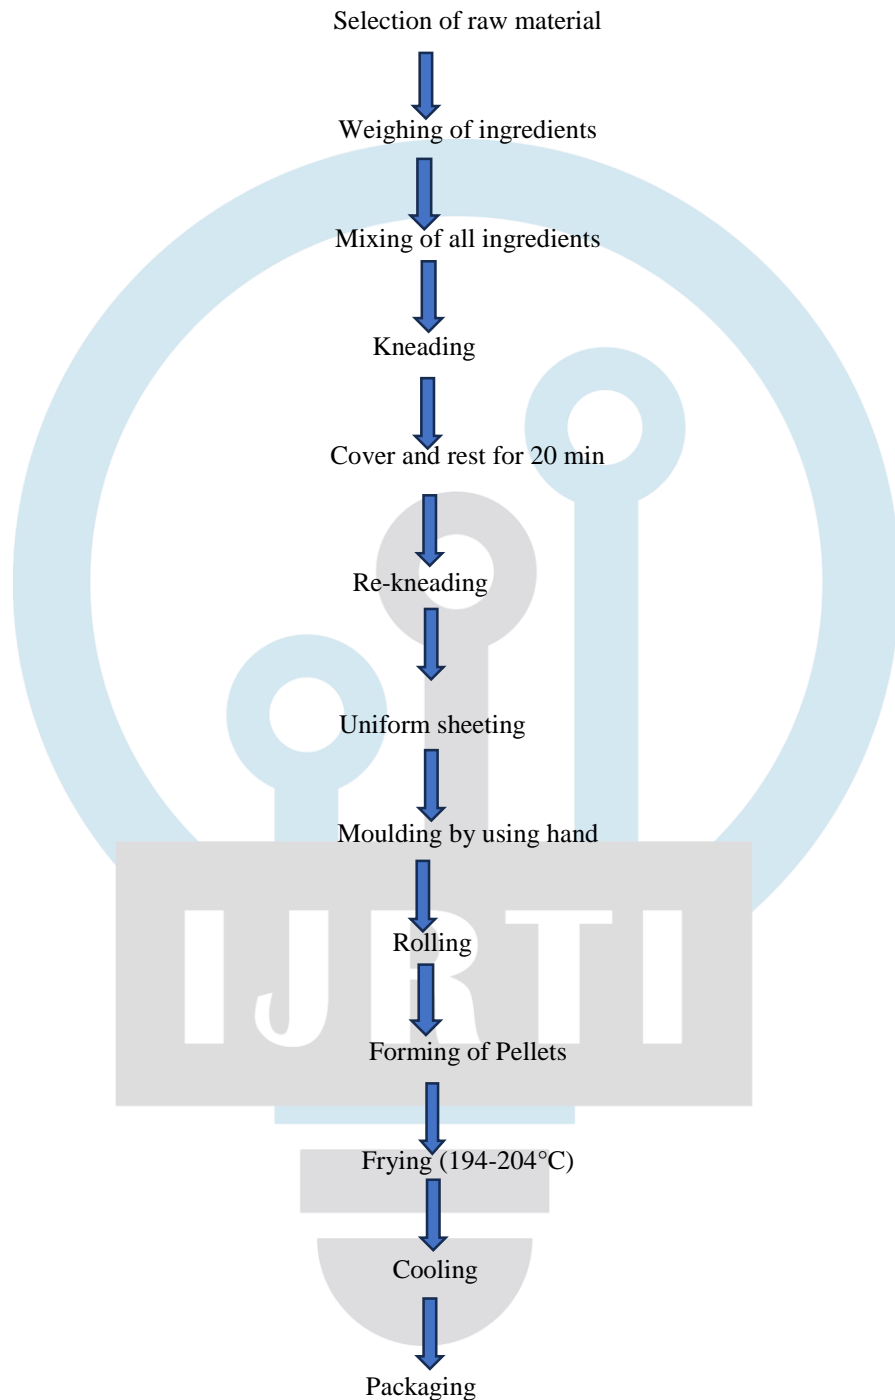 Selection of raw material
Weighing of ingredients
Mixing of all ingredients
Kneading
Cover and rest for 20 min
Re-kneading
Uniform sheeting
Moulding by using hand
Rolling
IJRTI
Forming of Pellets
Frying (194-204°C)
Cooling
Packaging